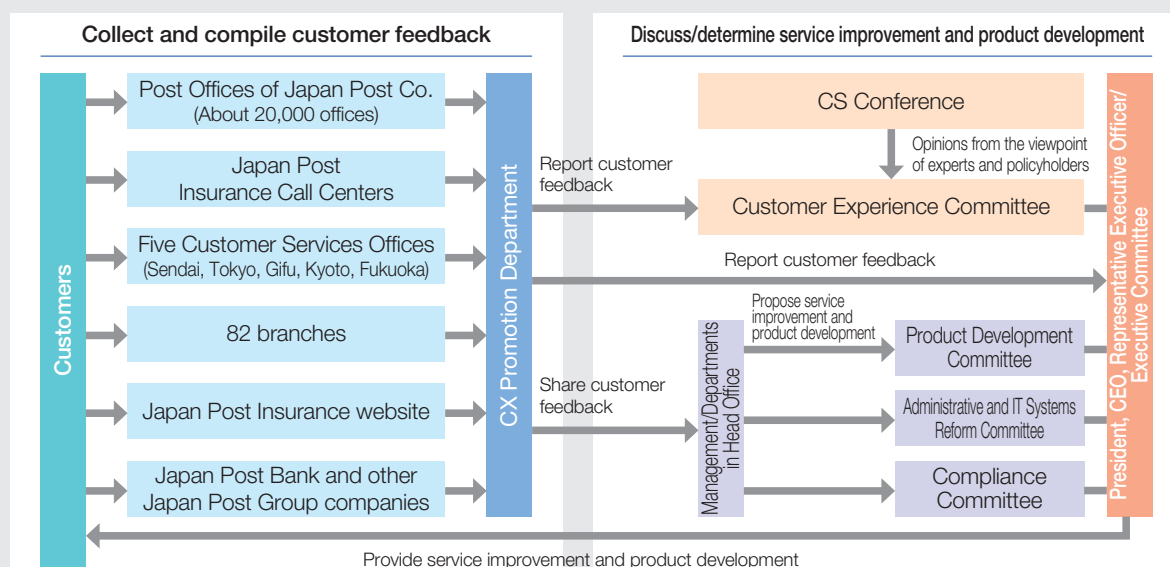 Collect and compile customer feedback
Customers
Post Offices of Japan Post Co.
(About 20,000 offices)
Japan Post
Insurance Call Centers
Five Customer Services Offices
(Sendai, Tokyo, Gifu, Kyoto, Fukuoka)
82 branches
Japan Post Insurance website
Japan Post Bank and other
Japan Post Group companies
CX Promotion Department
Report customer
feedback
Share customer
feedback
Discuss/determine service improvement and product development
CS Conference
Opinions from the viewpoint
of experts and policyholders
Customer Experience Committee
Report customer feedback
Management/Departments
in Head Office
Propose service
improvement and
product development
Product Development
Committee
Administrative and IT Systems
Reform Committee
Compliance
Committee
President, CEO, Representative Executive Officer/
Executive Committee
Provide service improvement and product development